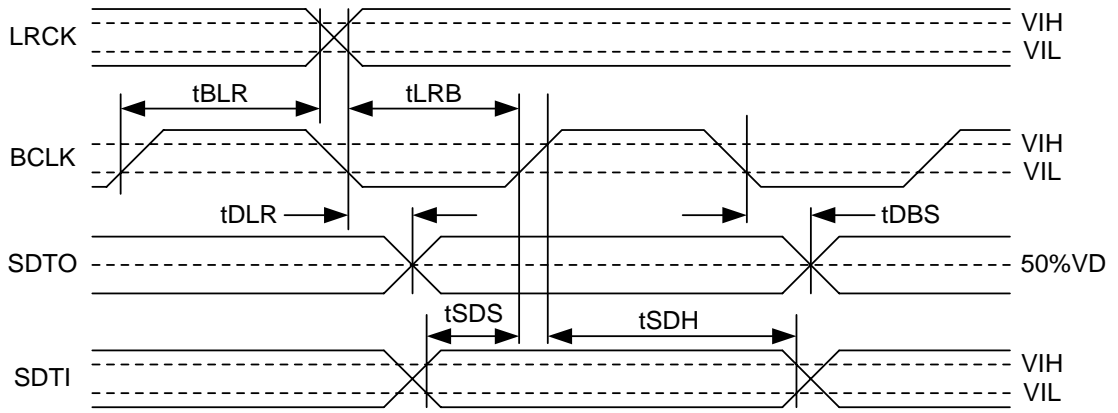 LRCK
VIH
VIL
tBLR
tLRB
BCLK
VIH
VIL
tDLR
tDBS
SDTO
50%VD
tSDS
tSDH
SDTI
VIH
VIL